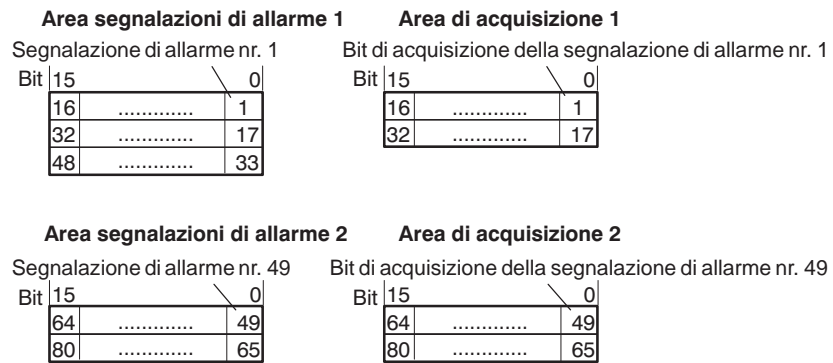 Area segnalazioni di allarme 1 Area di acquisizione 1
Segnalazione di allarme nr. 1 Bit di acquisizione della segnalazione di allarme nr. 1
Bit 15 0 Bit 15 0
16 ............. 1 16 ............. 1
32 ............. 17 32 ............. 17
48 ............. 33
Area segnalazioni di allarme 2 Area di acquisizione 2
Segnalazione di allarme nr. 49 Bit di acquisizione della segnalazione di allarme nr. 49
Bit 15 0 Bit 15 0
64 ............. 49 64 ............. 49
80 ............. 65 80 ............. 65